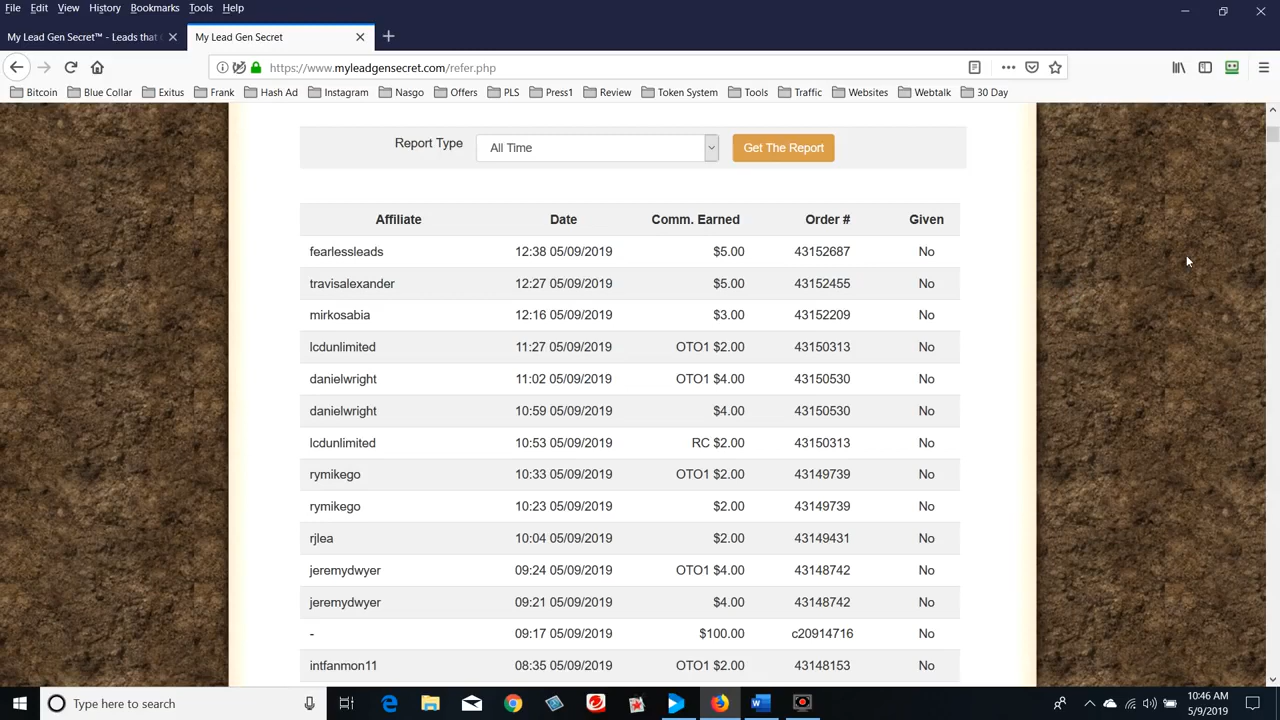 File Edit View History Bookmarks Tools Help
My Lead Gen Secret™ - Leads that
My Lead Gen Secret
https://www.myleadgensecret.com/refer.php
Bitcoin Blue Collar Exitus Frank Hash Ad Instagram Nasgo Offers PLS Press1 Review Token System Tools Traffic Websites Webtalk 30 Day
Report Type All Time Get The Report
Affiliate Date Comm. Earned Order # Given
fearlessleads 12:38 05/09/2019 $5.00 43152687 No
travisalexander 12:27 05/09/2019 $5.00 43152455 No
mirkosabia 12:16 05/09/2019 $3.00 43152209 No
lcdunlimited 11:27 05/09/2019 OTO1 $2.00 43150313 No
danielwright 11:02 05/09/2019 OTO1 $4.00 43150530 No
danielwright 10:59 05/09/2019 $4.00 43150530 No
lcdunlimited 10:53 05/09/2019 RC $2.00 43150313 No
rymikego 10:33 05/09/2019 OTO1 $2.00 43149739 No
rymikego 10:23 05/09/2019 $2.00 43149739 No
rjlea 10:04 05/09/2019 $2.00 43149431 No
jeremydwyer 09:24 05/09/2019 OTO1 $4.00 43148742 No
jeremydwyer 09:21 05/09/2019 $4.00 43148742 No
- 09:17 05/09/2019 $100.00 c20914716 No
intfanmon11 08:35 05/09/2019 OTO1 $2.00 43148153 No
Type here to search
10:46 AM
5/9/2019